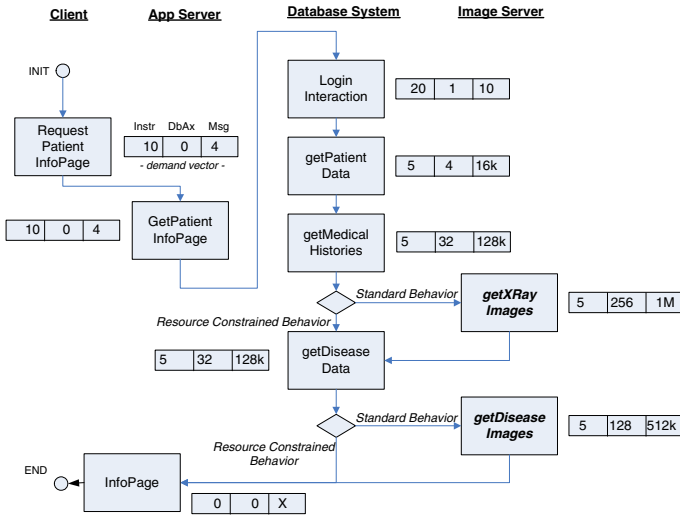 Client App Server Database System Image Server
INIT
Login
Interaction
20 1 10
Request
Patient
InfoPage
Instr DbAx Msg
10 0 4
- demand vector -
getPatient
Data
5 4 16k
10 0 4
GetPatient
InfoPage
getMedical
Histories
5 32 128k
Standard Behavior
getXRay
Images
5 256 1M
Resource Constrained Behavior
5 32 128k
getDisease
Data
Standard Behavior
getDisease
Images
5 128 512k
Resource Constrained
Behavior
END
InfoPage
0 0 X